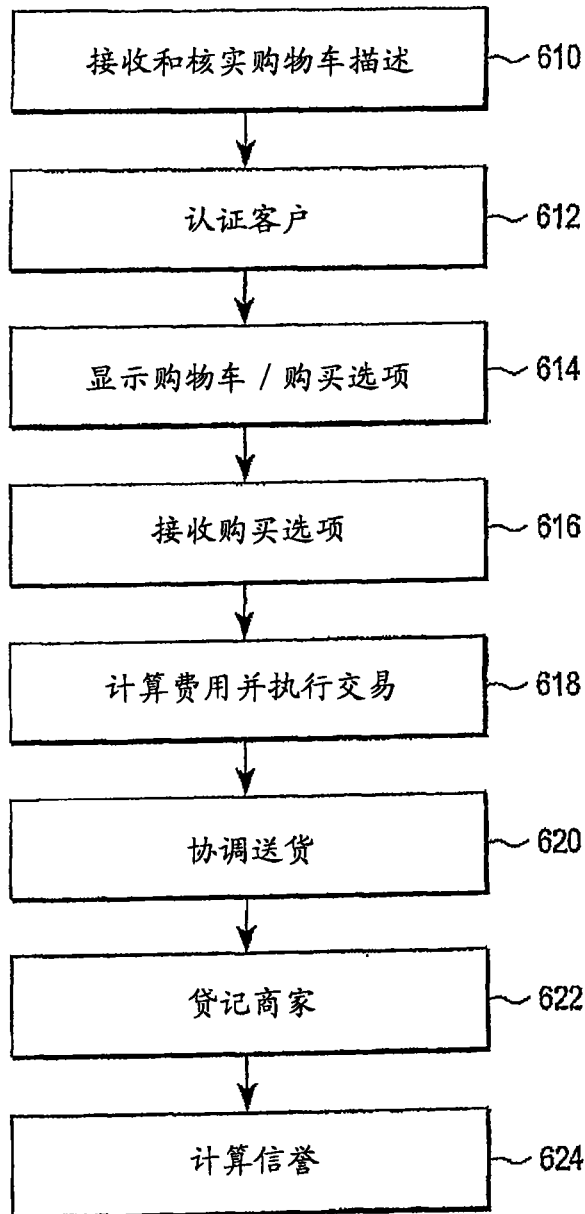 接收和核实购物车描述 610
认证客户 612
显示购物车 / 购买选项 614
接收购买选项 616
计算费用并执行交易 618
协调送货 620
贷记商家 622
计算信誉 624